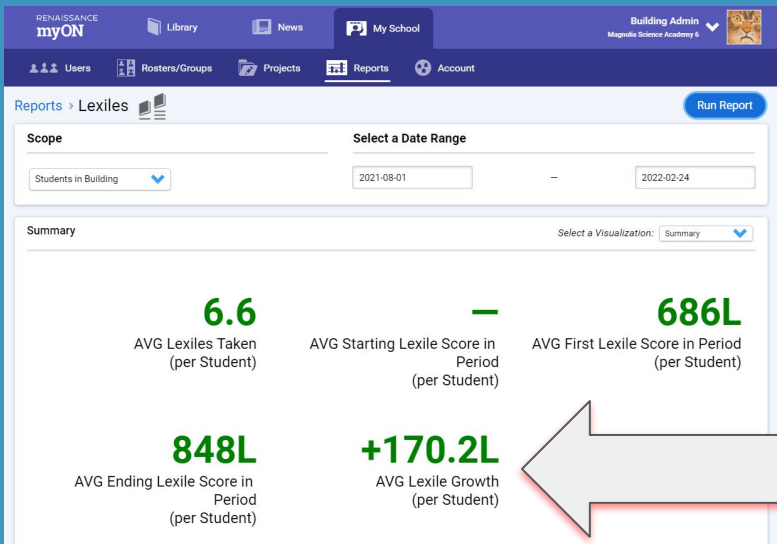 RENAISSANCE
myON
Library
News
My School
Building Admin
Magnolia Science Academy 6
Users
Rosters/Groups
Projects
Reports
Account
Reports > Lexiles
Run Report
Scope
Select a Date Range
Students in Building
2021-08-01
–
2022-02-24
Summary
Select a Visualization: Summary
6.6
AVG Lexiles Taken
(per Student)
—
AVG Starting Lexile Score in
Period
(per Student)
686L
AVG First Lexile Score in Period
(per Student)
848L
AVG Ending Lexile Score in
Period
(per Student)
+170.2L
AVG Lexile Growth
(per Student)